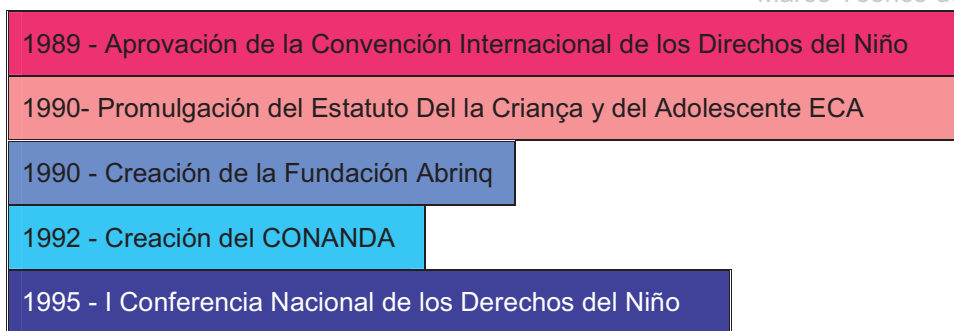 1989 - Aprovación de la Convención Internacional de los Direchos del Niño
1990- Promulgación del Estatuto Del la Criança y del Adolescente ECA
1990 - Creación de la Fundación Abrinq
1992 - Creación del CONANDA
1995 - I Conferencia Nacional de los Derechos del Niño